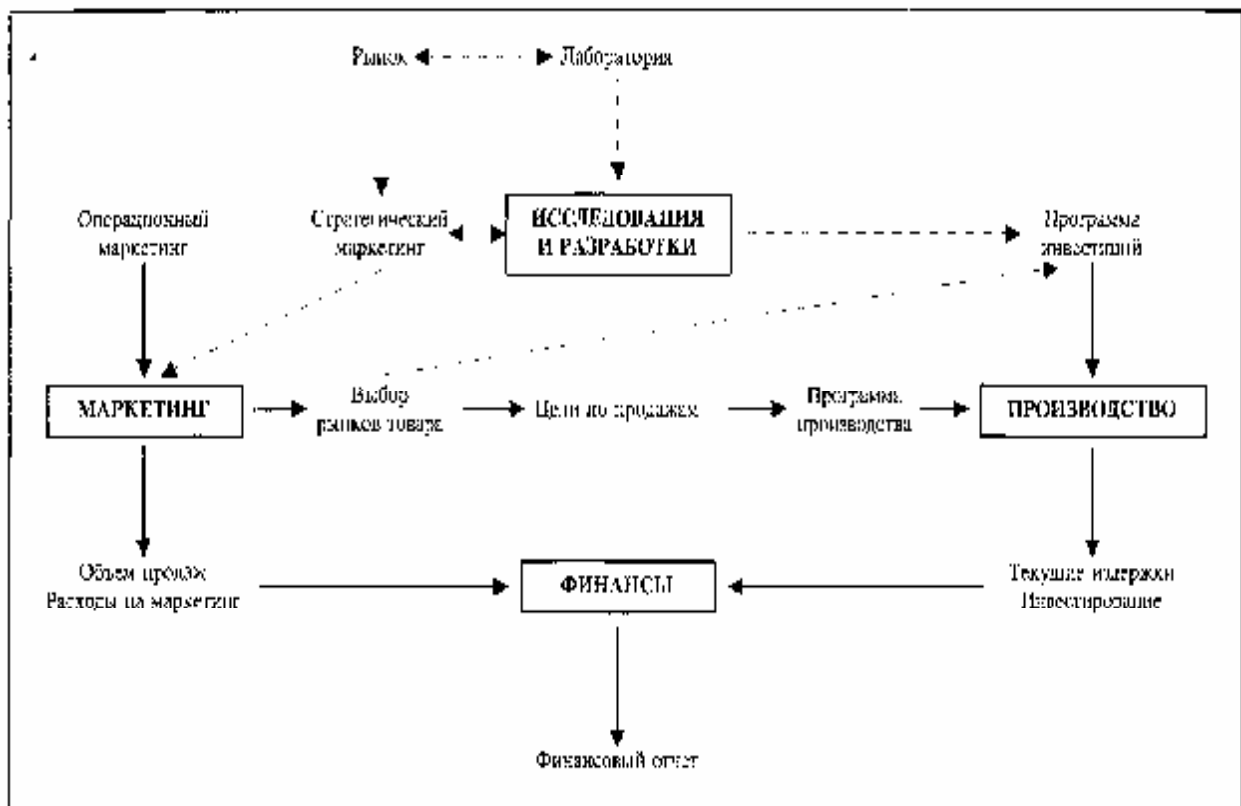 Рынок
Лаборатория
Операционный
маркетинг
Стратегический
маркетинг
ИССЛЕДОВАНИЯ
И РАЗРАБОТКИ
Программа
инвестиций
МАРКЕТИНГ
Выбор
рынков товара
Цели по продажам
Программа
производства
ПРОИЗВОДСТВО
Объем продаж
Расходы на маркетинг
ФИНАНСЫ
Текущие издержки
Инвестирование
Финансовый отчет